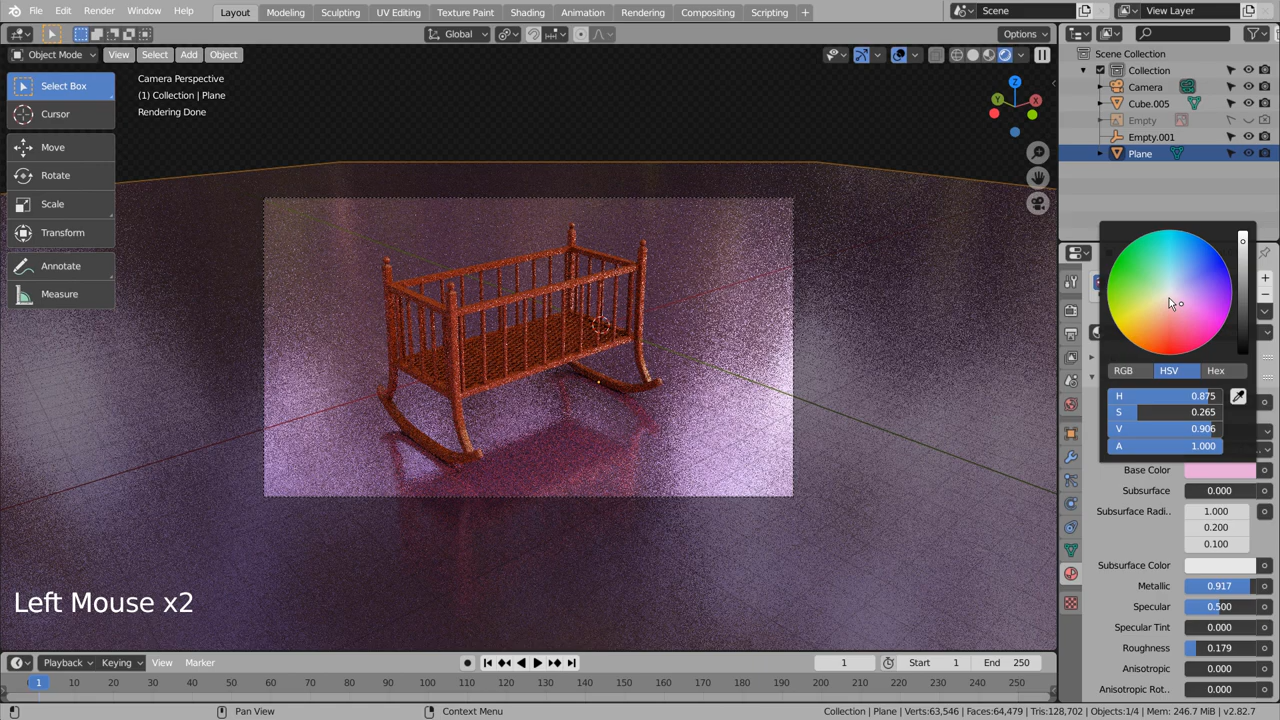 File Edit Render Window Help Layout Modeling Sculpting UV Editing Texture Paint Shading Animation Rendering Compositing Scripting + Scene View Layer
Global Options
Object Mode View Select Add Object
Scene Collection
Collection
Camera
Cube.005
Empty
Empty.001
Plane
Select Box
Cursor
Move
Rotate
Scale
Transform
Annotate
Measure
Camera Perspective
(1) Collection | Plane
Rendering Done
Z
Y
X
RGB HSV Hex
H 0.875
S 0.265
V 0.906
A 1.000
Base Color
Subsurface 0.000
Subsurface Radi.. 1.000
0.200
0.100
Subsurface Color
Metallic 0.917
Specular 0.500
Specular Tint 0.000
Roughness 0.179
Anisotropic 0.000
Anisotropic Rot.. 0.000
Left Mouse x2
Playback Keying View Marker 1 Start 1 End 250
1 10 20 30 40 50 60 70 80 90 100 110 120 130 140 150 160 170 180 190 200 210 220 230 240 250
Pan View Context Menu Collection | Plane | Verts:63,546 | Faces:64,479 | Tris:128,702 | Objects:1/4 | Mem: 246.7 MiB | v2.82.7